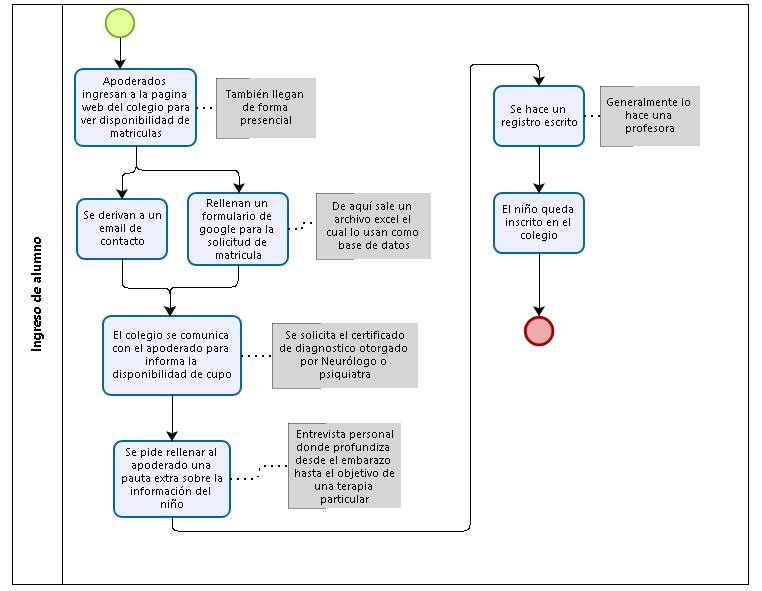 Ingreso de alumno
Apoderados
ingresan a la pagina
web del colegio para
ver disponibilidad de
matriculas
También llegan
de forma
presencial
Se derivan a un
email de
contacto
Rellenan un
formulario de
google para la
solicitud de
matricula
De aquí sale un
archivo excel el
cual lo usan como
base de datos
El colegio se comunica
con el apoderado para
informa la
disponibilidad de cupo
Se solicita el certificado
de diagnostico otorgado
por Neurólogo o
psiquiatra
Se pide rellenar al
apoderado una
pauta extra sobre la
información del
niño
Entrevista personal
donde profundiza
desde el embarazo
hasta el objetivo de
una terapia
particular
Se hace un
registro escrito
Generalmente lo
hace una
profesora
El niño queda
inscrito en el
colegio